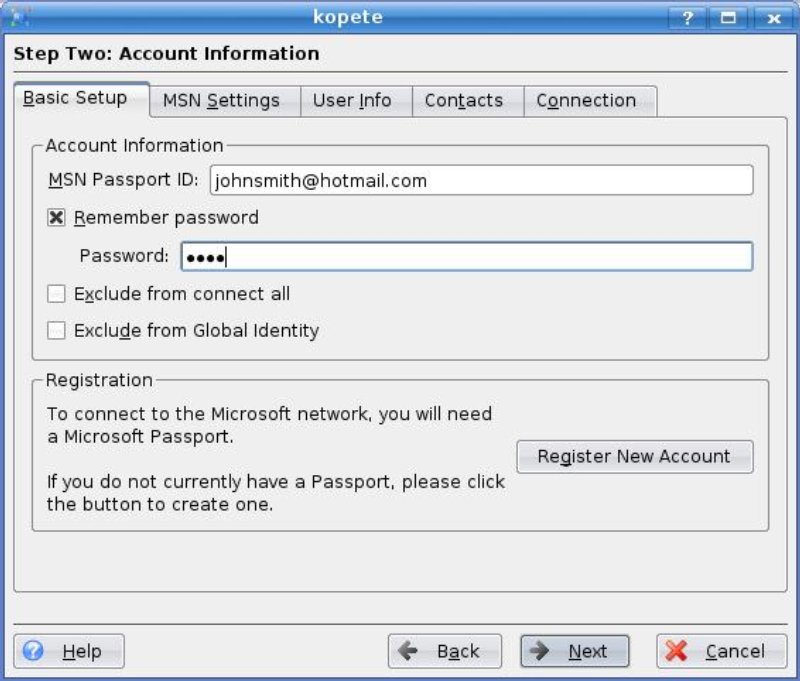 kopete
Step Two: Account Information
Basic Setup
MSN Settings
User Info
Contacts
Connection
Account Information
MSN Passport ID: johnsmith@hotmail.com
Remember password
Password: ●●●●
Exclude from connect all
Exclude from Global Identity
Registration
To connect to the Microsoft network, you will need
a Microsoft Passport.
Register New Account
If you do not currently have a Passport, please click
the button to create one.
Help
Back
Next
Cancel